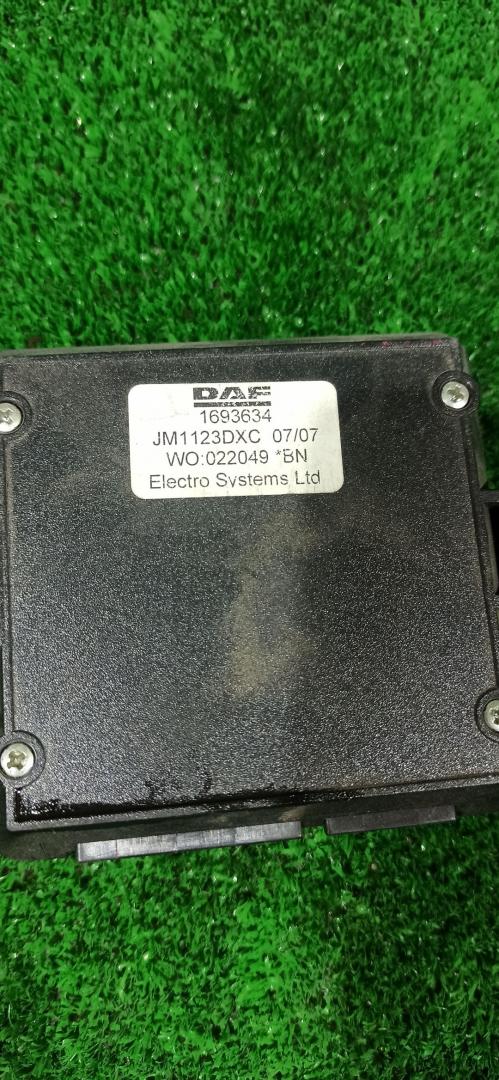 DAF
1693634
JM1123DXC 07/07
WO:022049 *BN
Electro Systems Ltd